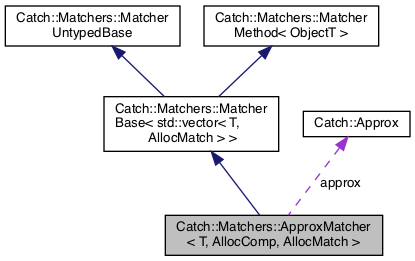 Catch::Matchers::Matcher
UntypedBase
Catch::Matchers::Matcher
Method< ObjectT >
Catch::Matchers::Matcher
Base< std::vector< T,
AllocMatch > >
Catch::Approx
approx
Catch::Matchers::ApproxMatcher
< T, AllocComp, AllocMatch >